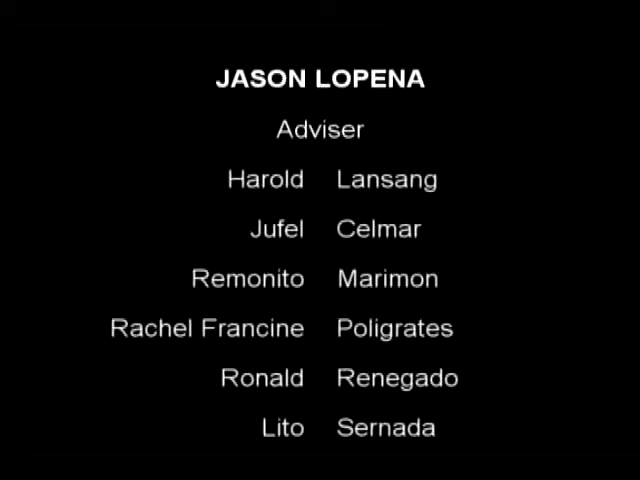 JASON LOPENA
Adviser
Harold Lansang
Jufel Celmar
Remonito Marimon
Rachel Francine Poligrates
Ronald Renegado
Lito Sernada